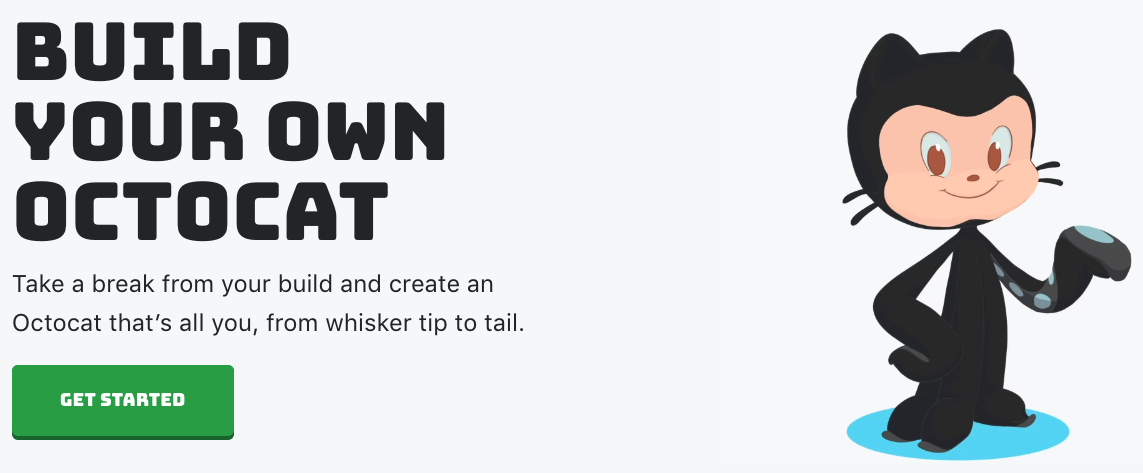 BUILD
YOUR OWN
OCTOCAT
Take a break from your build and create an
Octocat that’s all you, from whisker tip to tail.
GET STARTED